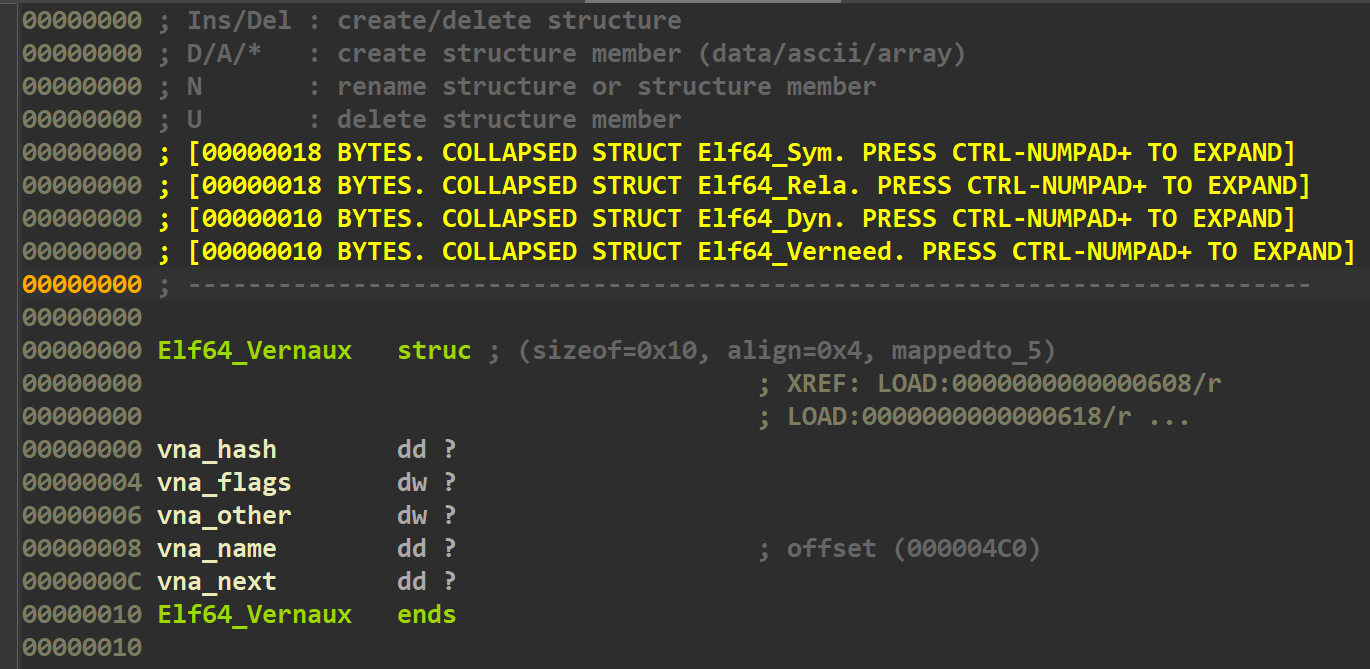 00000000 ; Ins/Del : create/delete structure
00000000 ; D/A/*   : create structure member (data/ascii/array)
00000000 ; N       : rename structure or structure member
00000000 ; U       : delete structure member
00000000 ; [00000018 BYTES. COLLAPSED STRUCT Elf64_Sym. PRESS CTRL-NUMPAD+ TO EXPAND]
00000000 ; [00000018 BYTES. COLLAPSED STRUCT Elf64_Rela. PRESS CTRL-NUMPAD+ TO EXPAND]
00000000 ; [00000010 BYTES. COLLAPSED STRUCT Elf64_Dyn. PRESS CTRL-NUMPAD+ TO EXPAND]
00000000 ; [00000010 BYTES. COLLAPSED STRUCT Elf64_Verneed. PRESS CTRL-NUMPAD+ TO EXPAND]
00000000 ; ---------------------------------------------------------------------------
00000000
00000000 Elf64_Vernaux   struc ; (sizeof=0x10, align=0x4, mappedto_5)
00000000                                         ; XREF: LOAD:0000000000000608/r
00000000                                         ; LOAD:0000000000000618/r ...
00000000 vna_hash        dd ?
00000004 vna_flags       dw ?
00000006 vna_other       dw ?
00000008 vna_name        dd ?                    ; offset (000004C0)
0000000C vna_next        dd ?
00000010 Elf64_Vernaux   ends
00000010